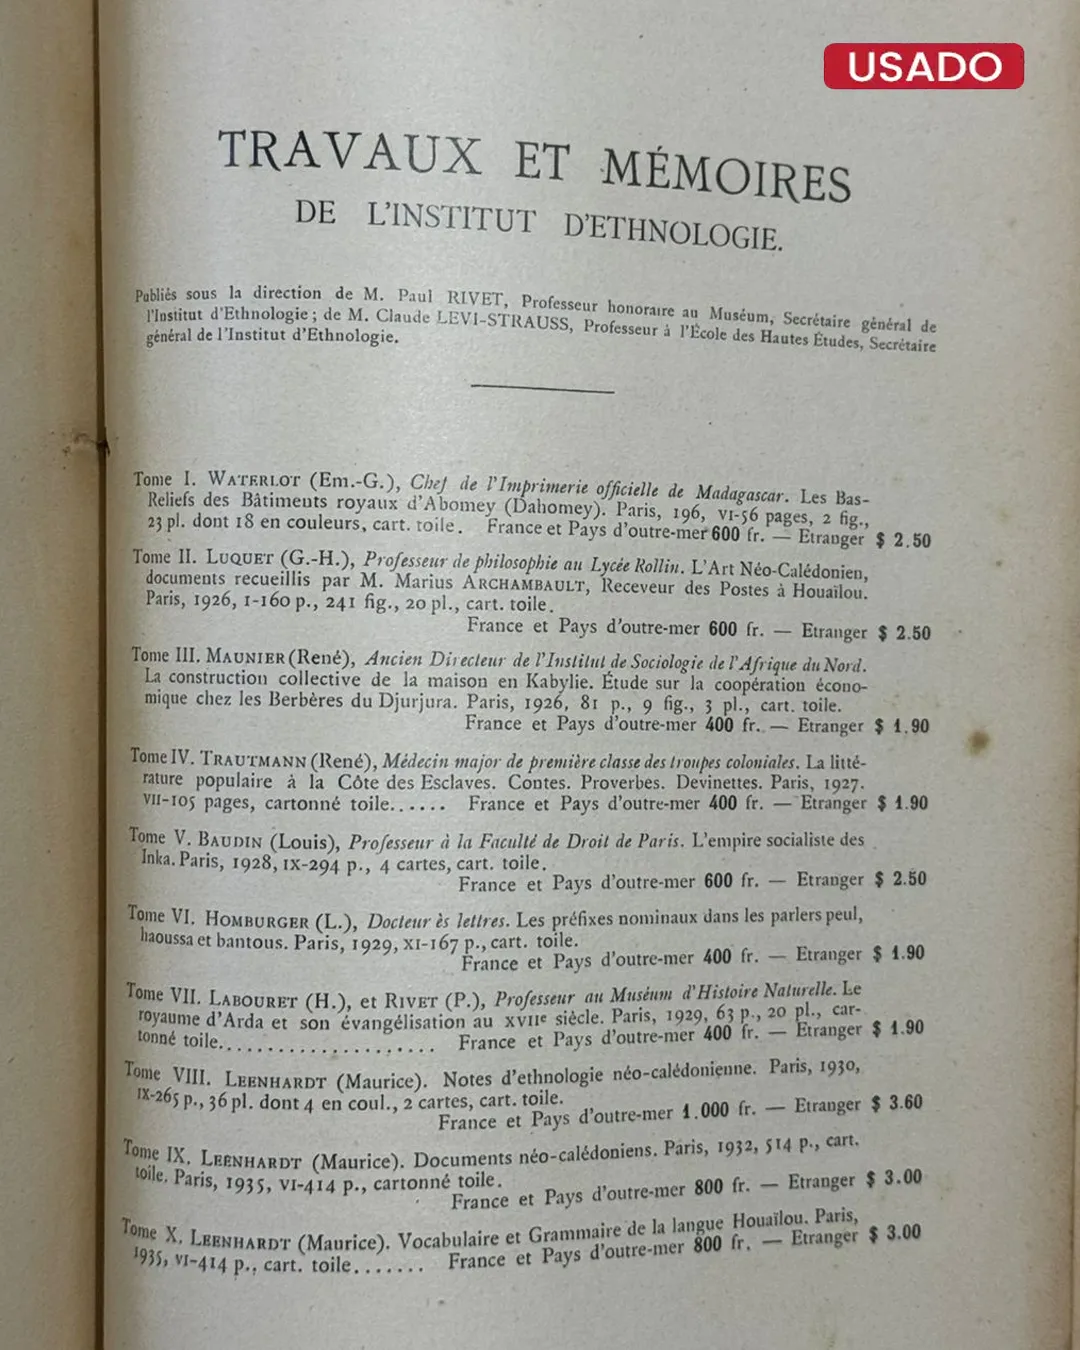 USADO
TRAVAUX ET MÉMOIRES
DE L'INSTITUT D'ETHNOLOGIE.
Publiés sous la direction de M. Paul RIVET, Professeur honoraire au Muséum, Secrétaire général de
l'Institut d'Ethnologie ; de M. Claude LEVI-STRAUSS, Professeur à l'École des Hautes Études, Secrétaire
général de l'Institut d'Ethnologie.
Tome I. WATERLOT (Em.-G.), Chef de l'Imprimerie officielle de Madagascar. Les Bas-
Reliefs des Bâtiments royaux d'Abomey (Dahomey). Paris, 196, VI-56 pages, 2 fig.,
23 pl. dont 18 en couleurs, cart. toile. France et Pays d'outre-mer 600 fr. — Etranger $ 2.50
Tome II. LUQUET (G.-H.), Professeur de philosophie au Lycée Rollin. L'Art Néo-Calédonien,
documents recueillis par M. Marius ARCHAMBAULT, Receveur des Postes à Houaïlou.
Paris, 1926, 1-160 p., 241 fig., 20 pl., cart. toile.
France et Pays d'outre-mer 600 fr. — Etranger $ 2.50
Tome III. MAUNIER (René), Ancien Directeur de l'Institut de Sociologie de l'Afrique du Nord.
La construction collective de la maison en Kabylie. Étude sur la coopération écono-
mique chez les Berbères du Djurjura. Paris, 1926, 81 p., 9 fig., 3 pl., cart. toile.
France et Pays d'outre-mer 400 fr. — Etranger $ 1.90
Tome IV. TRAUTMANN (René), Médecin major de première classe des troupes coloniales. La litté-
rature populaire à la Côte des Esclaves. Contes. Proverbes. Devinettes. Paris, 1927.
VII-105 pages, cartonné toile...... France et Pays d'outre-mer 400 fr. — Etranger $ 1.90
Tome V. BAUDIN (Louis), Professeur à la Faculté de Droit de Paris. L'empire socialiste des
Inka. Paris, 1928, IX-294 p., 4 cartes, cart. toile.
France et Pays d'outre-mer 600 fr. — Etranger $ 2.50
Tome VI. HOMBURGER (L.), Docteur ès lettres. Les préfixes nominaux dans les parlers peul,
haoussa et bantous. Paris, 1929, XI-167 p., cart. toile.
France et Pays d'outre-mer 400 fr. — Etranger $ 1.90
Tome VII. LABOURET (H.), et RIVET (P.), Professeur au Muséum d'Histoire Naturelle. Le
royaume d'Arda et son évangélisation au XVIIe siècle. Paris, 1929, 63 p., 20 pl., car-
tonné toile.................... France et Pays d'outre-mer 400 fr. — Etranger $ 1.90
Tome VIII. LEENHARDT (Maurice). Notes d'ethnologie néo-calédonienne. Paris, 1930,
IX-265 p., 36 pl. dont 4 en coul., 2 cartes, cart. toile.
France et Pays d'outre-mer 1.000 fr. — Etranger $ 3.60
Tome IX. LEENHARDT (Maurice). Documents néo-calédoniens. Paris, 1932, 514 p., cart.
toile. Paris, 1935, VI-414 p., cartonné toile.
France et Pays d'outre-mer 800 fr. — Etranger $ 3.00
Tome X. LEENHARDT (Maurice). Vocabulaire et Grammaire de la langue Houaïlou. Paris,
1935, VI-414 p., cart. toile....... France et Pays d'outre-mer 800 fr. — Etranger $ 3.00